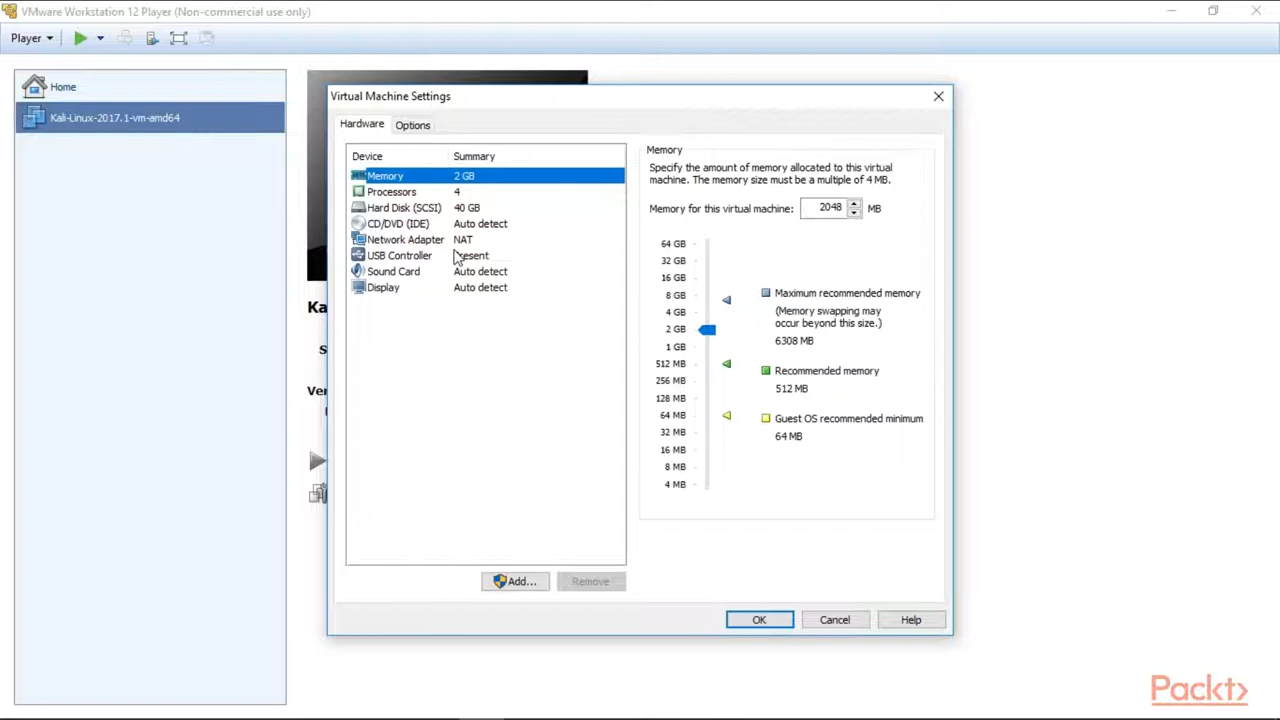 VMware Workstation 12 Player (Non-commercial use only)
Player
Home
Kali-Linux-2017.1-vm-amd64
Virtual Machine Settings
Hardware
Options
Device
Summary
Memory
2 GB
Processors
4
Hard Disk (SCSI)
40 GB
CD/DVD (IDE)
Auto detect
Network Adapter
NAT
USB Controller
Sound Card
Auto detect
Display
Auto detect
Add...
Remove
Memory
Specify the amount of memory allocated to this virtual
machine. The memory size must be a multiple of 4 MB.
Memory for this virtual machine:
2048
MB
64 GB
32 GB
16 GB
8 GB
4 GB
2 GB
1 GB
512 MB
256 MB
128 MB
64 MB
32 MB
16 MB
8 MB
4 MB
Maximum recommended memory
(Memory swapping may
occur beyond this size.)
6308 MB
Recommended memory
512 MB
Guest OS recommended minimum
64 MB
OK
Cancel
Help
Ka
S
Ver
Packt>